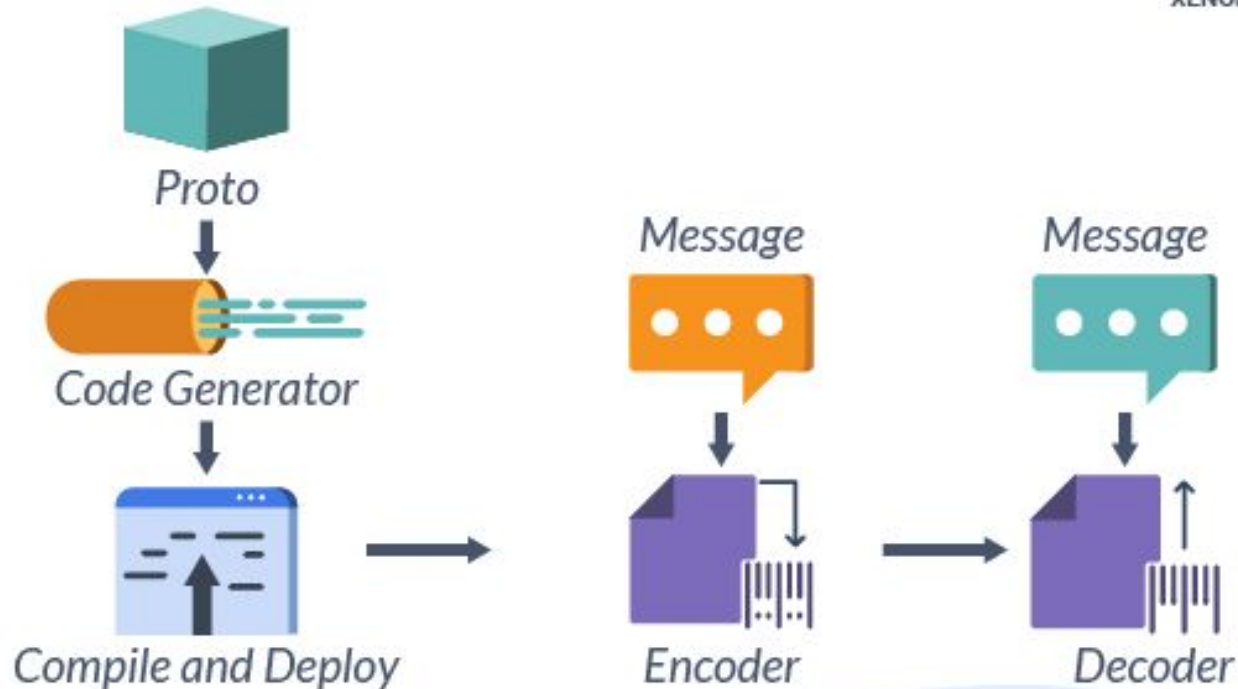 Proto
Code Generator
Compile and Deploy
Message
Encoder
Message
Decoder